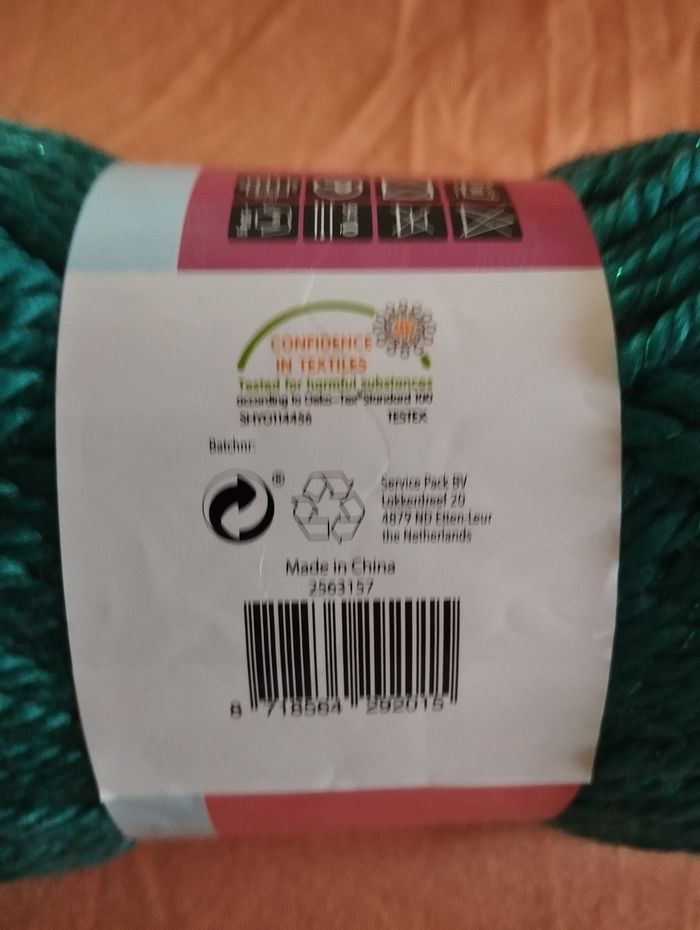 CONFIDENCE
IN TEXTILES
Tested for harmful substances
according to Oeko-Tex® Standard 100
SHYO114456 TESTEX
Batchnr:
®
Service Pack BV
Lokkerdreef 20
4879 ND Etten-Leur
the Netherlands
Made in China
2563157
8 718564 292015